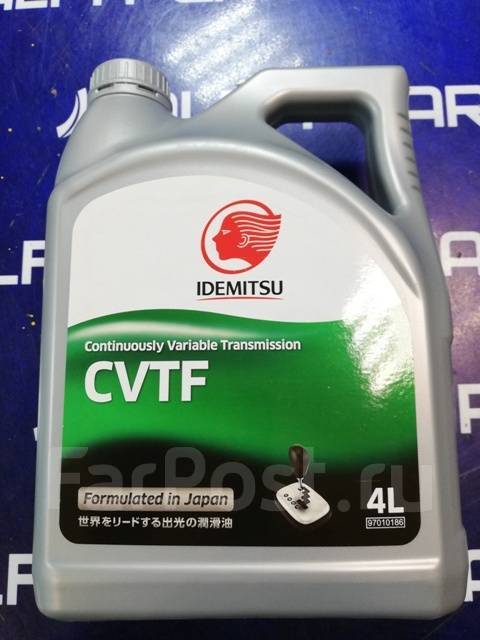 IDEMITSU
Continuously Variable Transmission
CVTF
Formulated in Japan
世界をリードする出光の潤滑油
4L
97010186
FarPost.ru